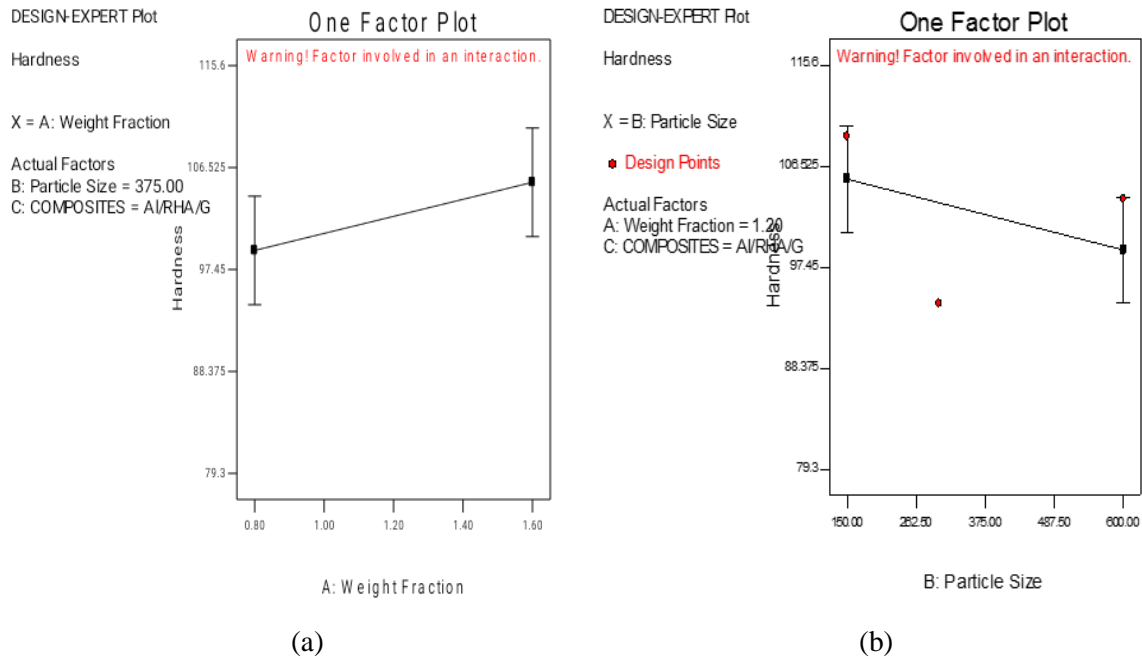 DESIGN-EXPERT Plot
One Factor Plot
Hardness
Warning! Factor involved in an interaction.
X = A: Weight Fraction
Actual Factors
B: Particle Size = 375.00
C: COMPOSITES = Al/RHA/G
Hardness
115.6
106.525
97.45
88.375
79.3
0.80 1.00 1.20 1.40 1.60
A: Weight Fraction
(a)
DESIGN-EXPERT Plot
One Factor Plot
Hardness
Warning! Factor involved in an interaction.
X = B: Particle Size
Design Points
Actual Factors
A: Weight Fraction = 1.20
C: COMPOSITES = Al/RHA/G
Hardness
115.6
106.525
97.45
88.375
79.3
150.00 262.50 375.00 487.50 600.00
B: Particle Size
(b)